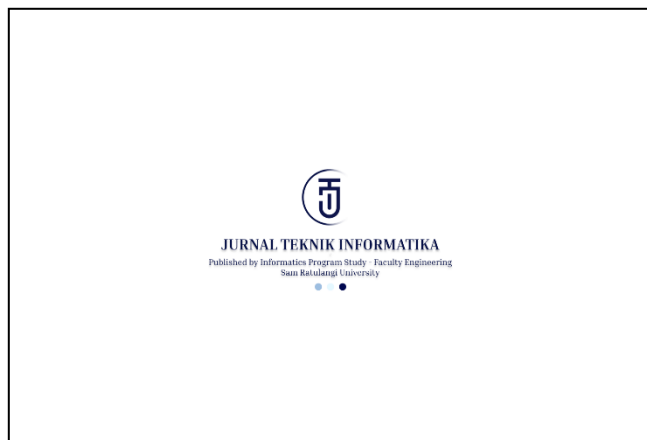 JURNAL TEKNIK INFORMATIKA
Published by Informatics Program Study - Faculty Engineering
Sam Ratulangi University